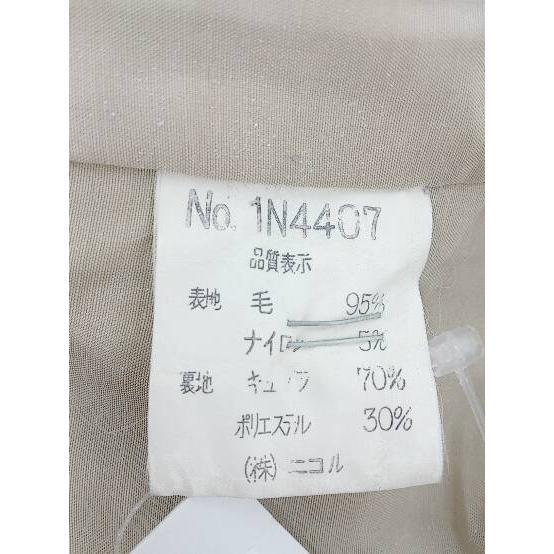 No. 1N4407
品質表示
表地 毛 95%
ナイロン 5%
裏地 キュプラ 70%
ポリエステル 30%
(株)ニコル